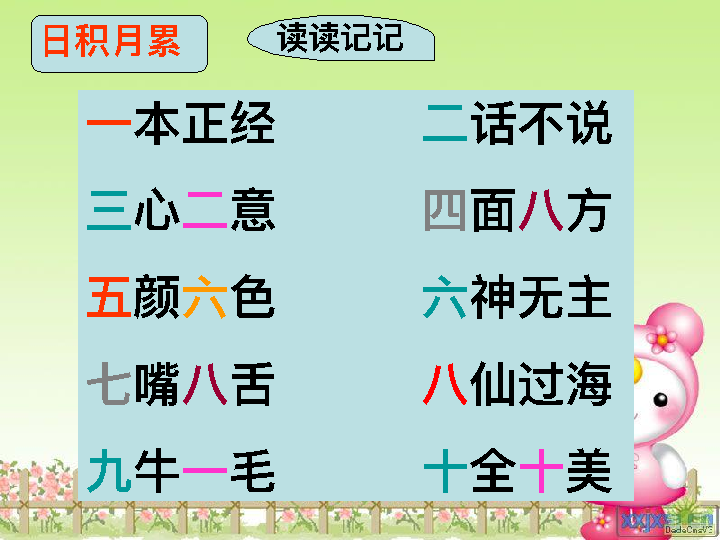 日积月累 读读记记
一本正经 二话不说
三心二意 四面八方
五颜六色 六神无主
七嘴八舌 八仙过海
九牛一毛 十全十美
DedeCmsV5